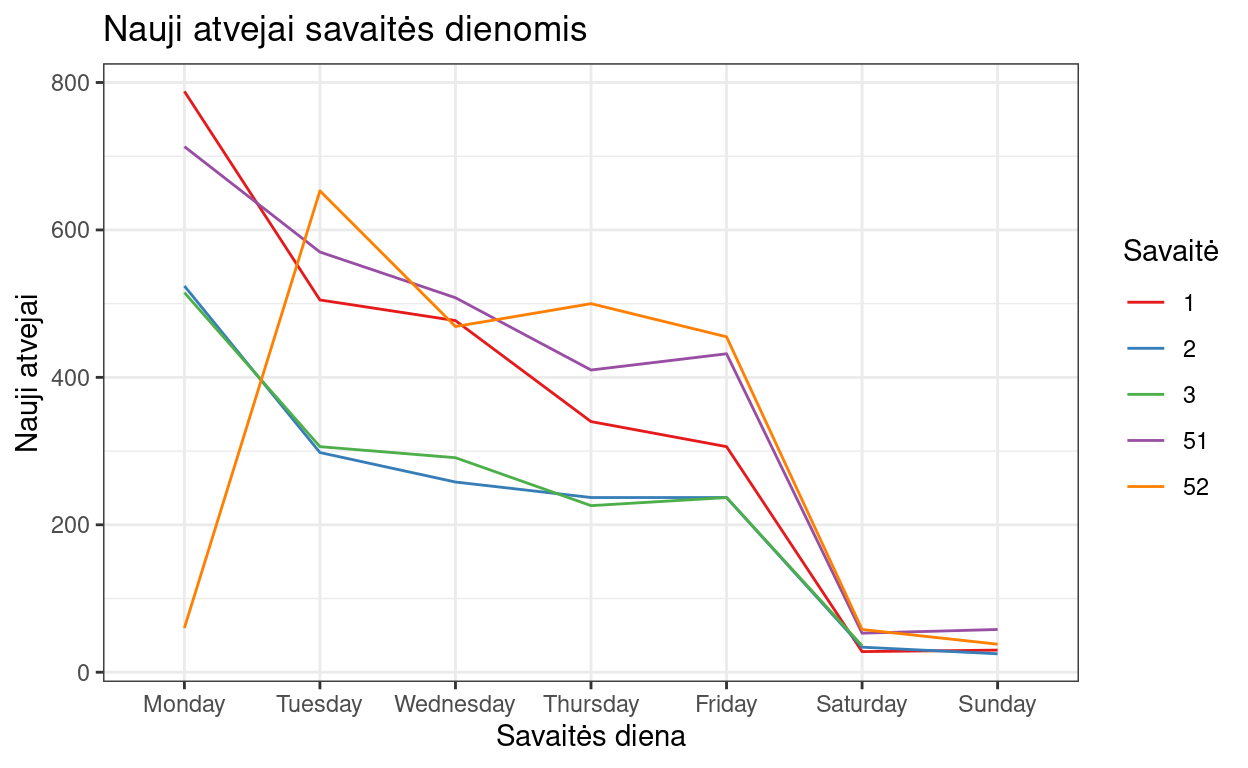 Nauji atvejai savaitės dienomis
Nauji atvejai
800
600
400
200
0
Monday Tuesday Wednesday Thursday Friday Saturday Sunday
Savaitės diena
Savaitė
1
2
3
51
52